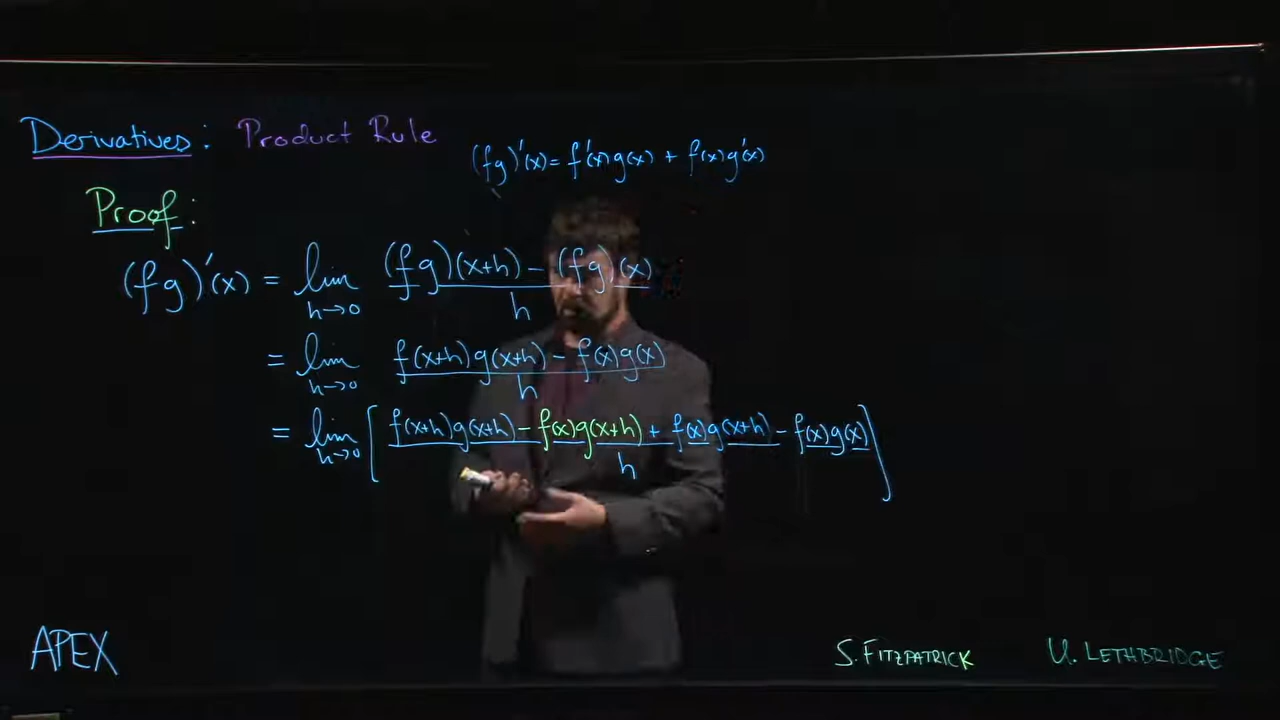 Derivatives: Product Rule
(fg)'(x) = f'(x)g(x) + f(x)g'(x)
Proof:
(fg)'(x) = lim h→0 (fg)(x+h) - (fg)(x) / h
= lim h→0 f(x+h)g(x+h) - f(x)g(x) / h
= lim h→0 [ f(x+h)g(x+h) - f(x)g(x+h) + f(x)g(x+h) - f(x)g(x) / h ]
APEX
S. FITZPATRICK
U. LETHBRIDGE